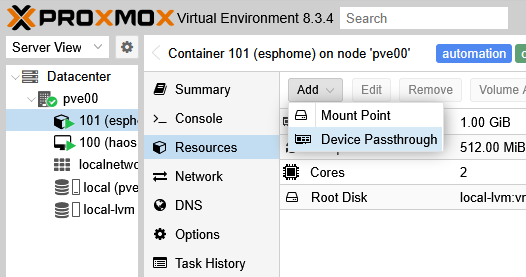 PROXMOX Virtual Environment 8.3.4
Search
Server View
Container 101 (esphome) on node 'pve00'
automation
Datacenter
pve00
101 (esphome
100 (haos
localnetwor
local (pve
local-lvm
Summary
Console
Resources
Network
DNS
Options
Task History
Add
Edit
Remove
Volume A
Mount Point
Device Passthrough
1.00 GiB
512.00 MiB
Cores
2
Root Disk
local-lvm:vm